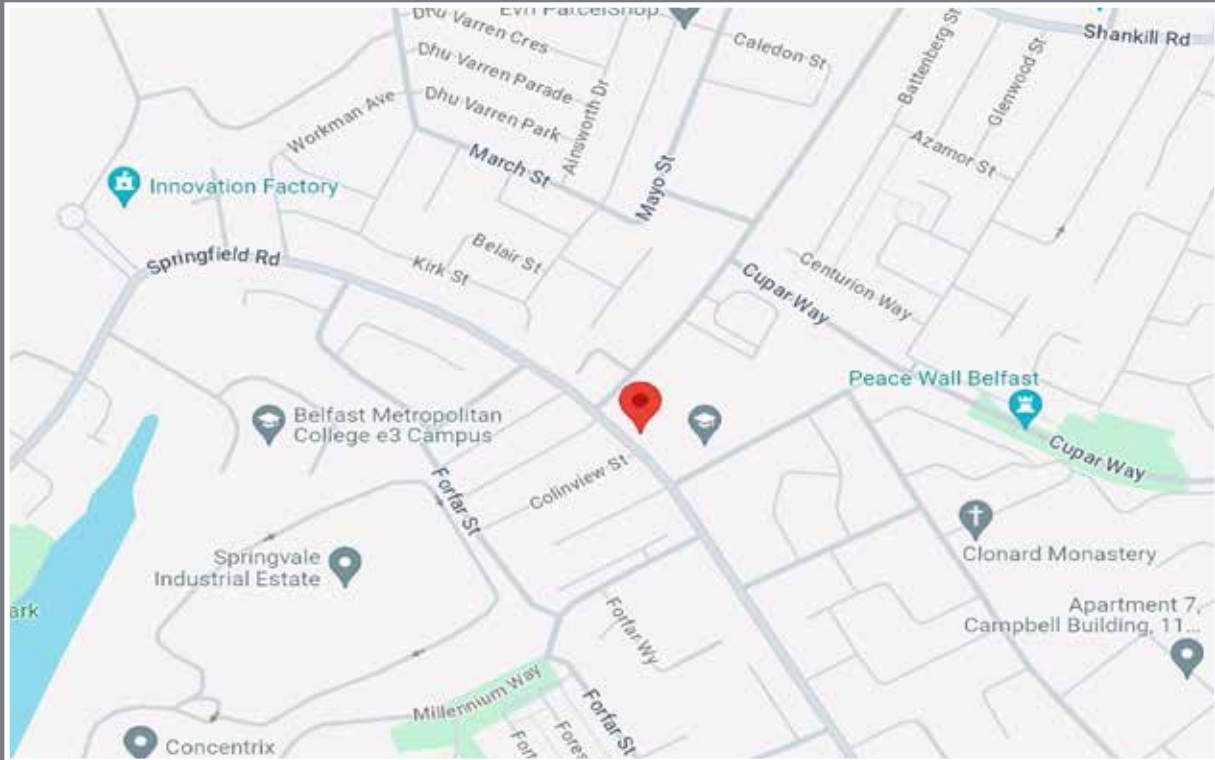 Dhu Varren Cres
Evri ParcelShop
Caledon St
Battenberg St
Glenwood St
Shankill Rd
Dhu Varren Parade
Dhu Varren Park
Workman Ave
Ainsworth Dr
Azamor St
March St
Mayo St
Innovation Factory
Belair St
Springfield Rd
Kirk St
Cupar Way
Centurion Way
Peace Wall Belfast
Belfast Metropolitan
College e3 Campus
Cupar Way
Colinview St
Forfar St
Clonard Monastery
Springvale
Industrial Estate
ark
Forfar Wy
Apartment 7,
Campbell Building, 11...
Millennium Way
Forfar St
Fores
Fort
Concentrix